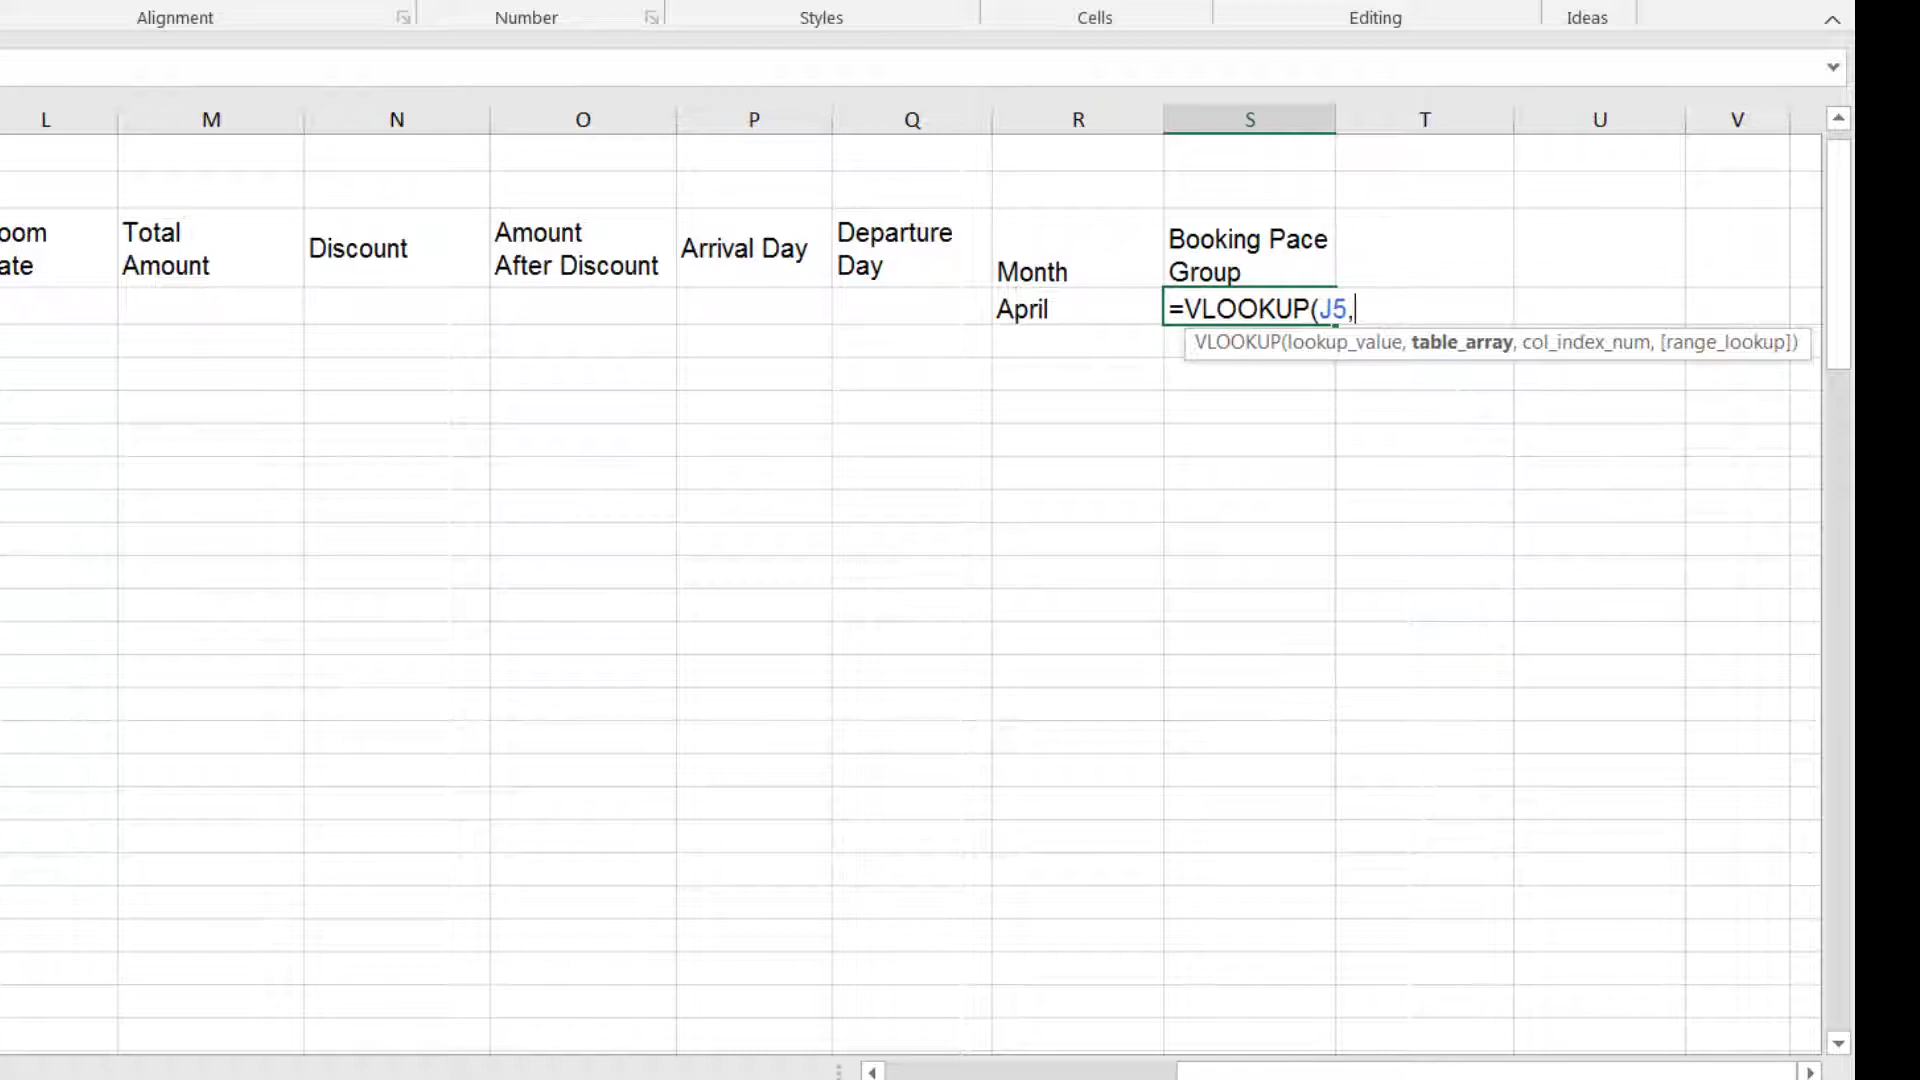 Alignment Number Styles Cells Editing Ideas
L M N O P Q R S T U V
oom
ate
Total
Amount
Discount
Amount
After Discount
Arrival Day
Departure
Day
Month
Booking Pace
Group
April =VLOOKUP(J5,
VLOOKUP(lookup_value, table_array, col_index_num, [range_lookup])